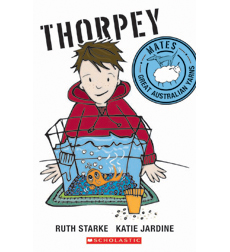 THORPEY
MATES
GREAT AUSTRALIAN YARNS
RUTH STARKE KATIE JARDINE
SCHOLASTIC